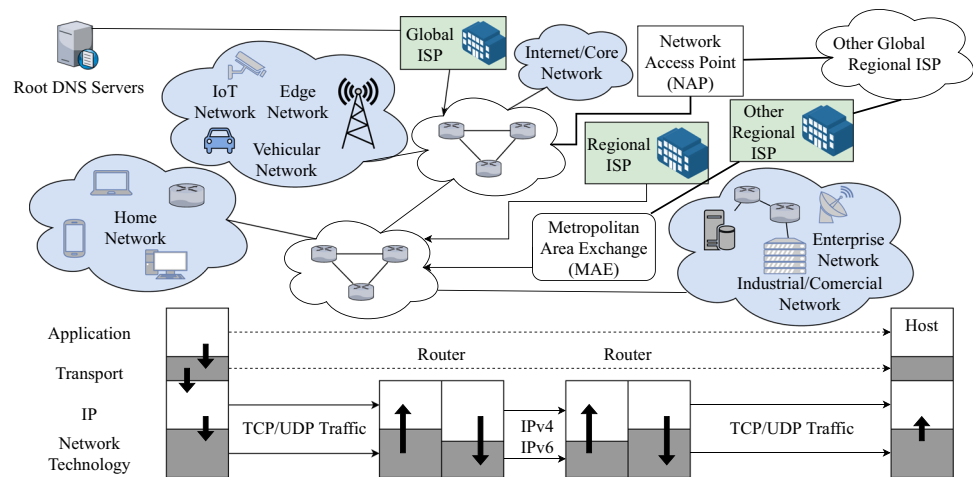 Root DNS Servers
Global
ISP
Internet/Core
Network
Network
Access Point
(NAP)
Other Global
Regional ISP
IoT
Network
Edge
Network
Vehicular
Network
Regional
ISP
Other
Regional
ISP
Home
Network
Metropolitan
Area Exchange
(MAE)
Enterprise
Network
Industrial/Comercial
Network
Application
Host
Transport
Router
Router
IP
TCP/UDP Traffic
IPv4
IPv6
TCP/UDP Traffic
Network
Technology